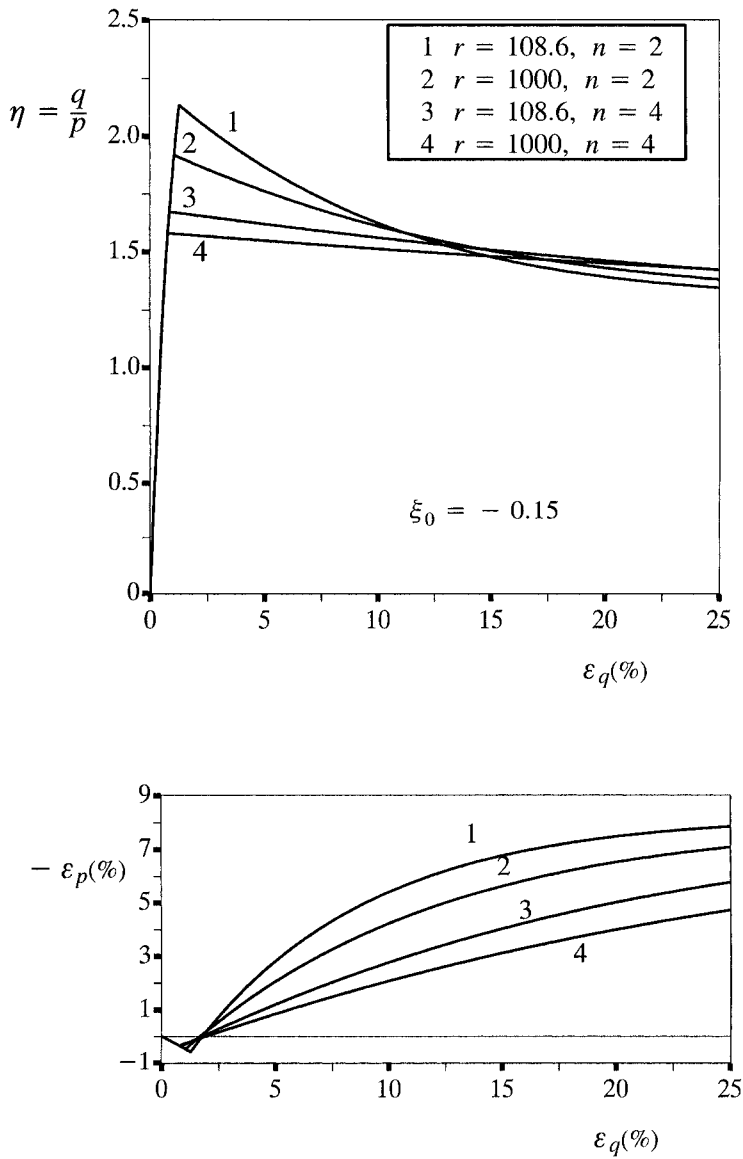 2.5
1 r = 108.6, n = 2
2 r = 1000, n = 2
3 r = 108.6, n = 4
4 r = 1000, n = 4
η = q/p
2.0
1
2
3
4
1.5
1.0
0.5
ξ0 = − 0.15
0
0 5 10 15 20 25
εq(%)
9
7
− εp(%)
5
3
1
−1
1
2
3
4
0 5 10 15 20 25
εq(%)